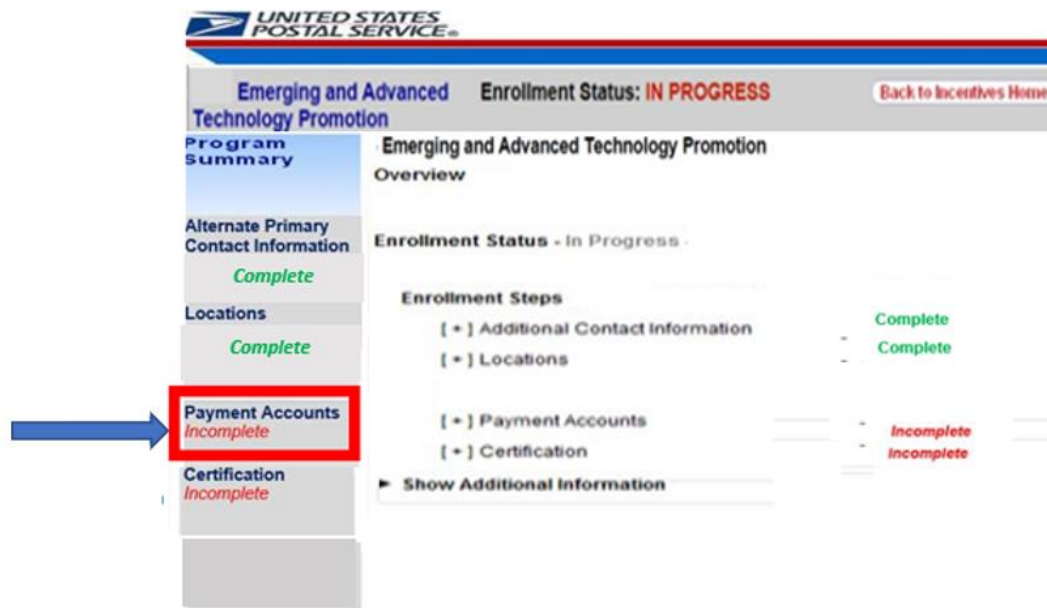 UNITED STATES
POSTAL SERVICE®
Emerging and Advanced Technology Promotion
Enrollment Status: IN PROGRESS
Back to Incentives Home
Program
Summary
Alternate Primary
Contact Information
Complete
Locations
Complete
Payment Accounts
Incomplete
Certification
Incomplete
Emerging and Advanced Technology Promotion
Overview
Enrollment Status - In Progress
Enrollment Steps
[ + ] Additional Contact Information - Complete
[ + ] Locations - Complete
[ + ] Payment Accounts - Incomplete
[ + ] Certification - Incomplete
► Show Additional Information